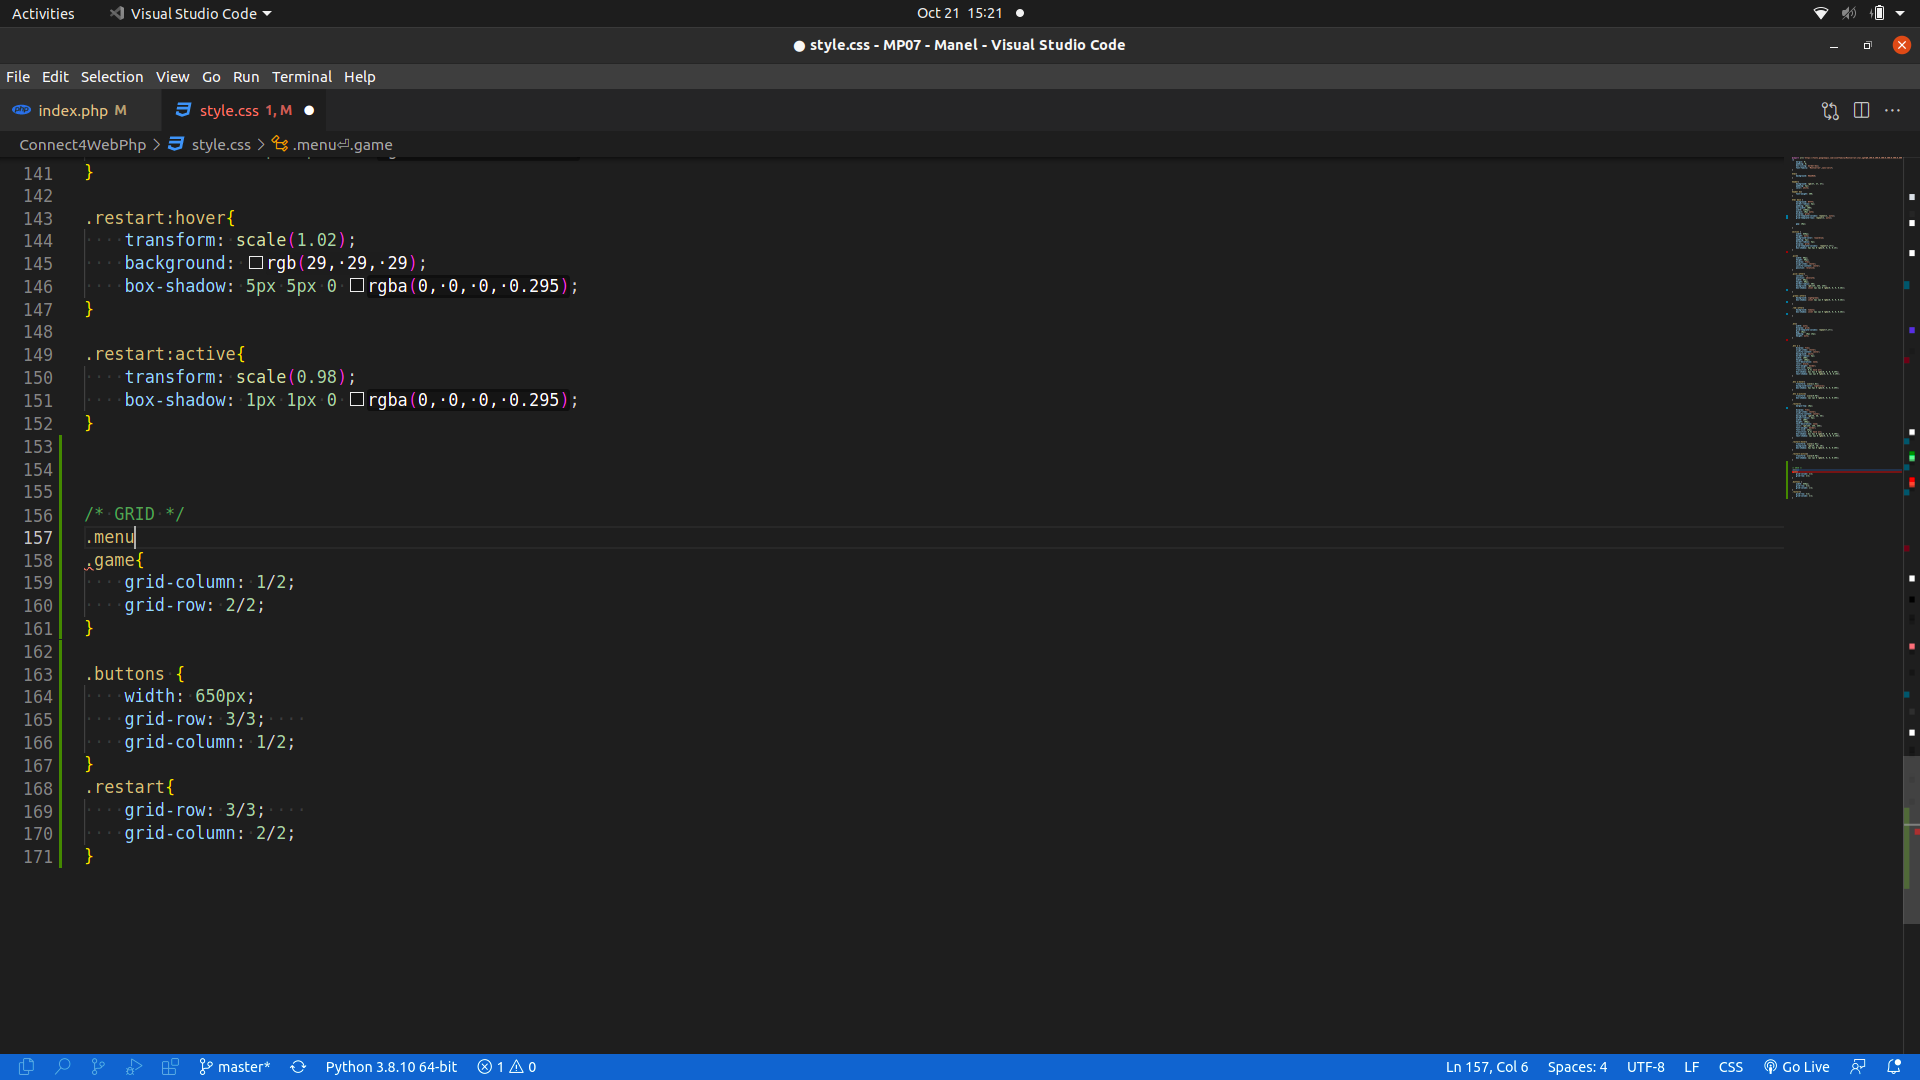 Activities Visual Studio Code Oct 21 15:21
style.css - MP07 - Manel - Visual Studio Code
File Edit Selection View Go Run Terminal Help
index.php M style.css 1, M
Connect4WebPhp > style.css > .menu⏎.game
141 }
142
143 .restart:hover{
144 transform: scale(1.02);
145 background: rgb(29, 29, 29);
146 box-shadow: 5px 5px 0 rgba(0, 0, 0, 0.295);
147 }
148
149 .restart:active{
150 transform: scale(0.98);
151 box-shadow: 1px 1px 0 rgba(0, 0, 0, 0.295);
152 }
153
154
155
156 /* GRID */
157 .menu
158 .game{
159 grid-column: 1/2;
160 grid-row: 2/2;
161 }
162
163 .buttons {
164 width: 650px;
165 grid-row: 3/3;
166 grid-column: 1/2;
167 }
168 .restart{
169 grid-row: 3/3;
170 grid-column: 2/2;
171 }
master* Python 3.8.10 64-bit 1 0 Ln 157, Col 6 Spaces: 4 UTF-8 LF CSS Go Live